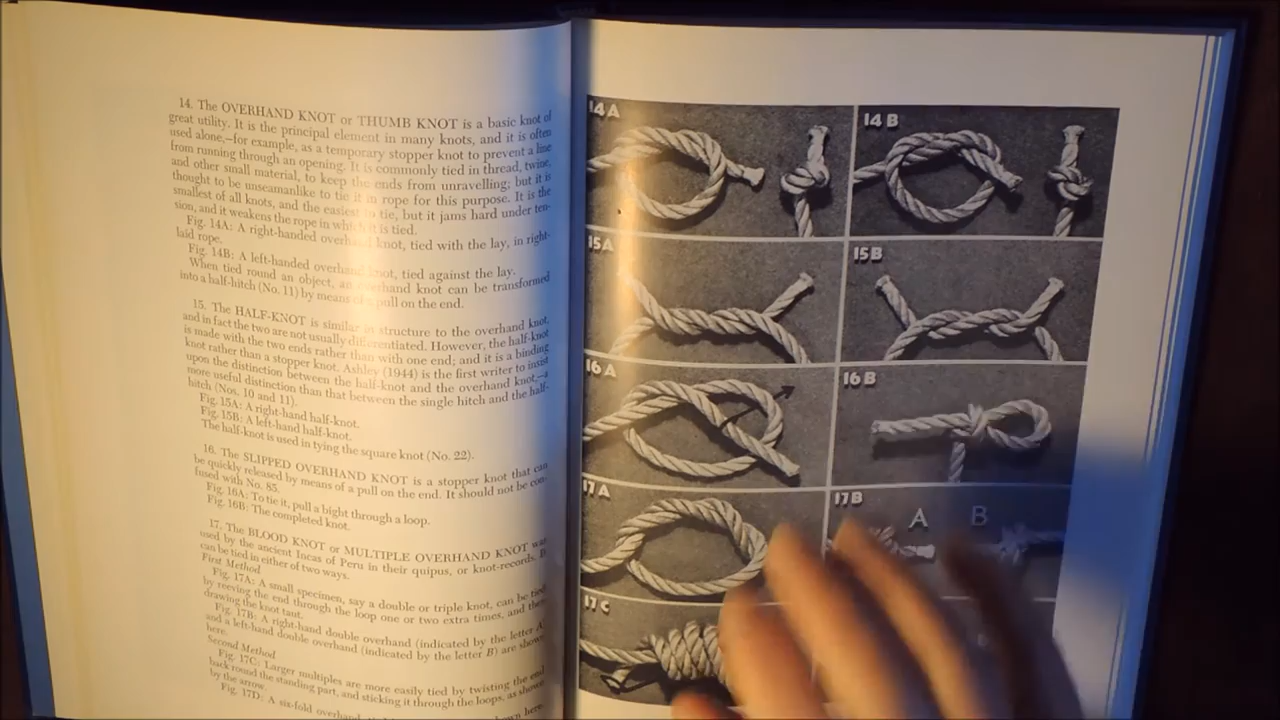 14. The OVERHAND KNOT or THUMB KNOT is a basic knot of
great utility. It is the principal element in many knots, and it is often
used alone,—for example, as a temporary stopper knot to prevent a line
from running through an opening. It is commonly tied in thread, twine,
and other small material, to keep the ends from unravelling; but it is
thought to be unseamanlike to tie it in rope for this purpose. It is the
smallest of all knots, and the easiest to tie, but it jams hard under ten-
sion, and it weakens the rope in which it is tied.
Fig. 14A: A right-handed overhand knot, tied with the lay, in right-
laid rope.
Fig. 14B: A left-handed overhand knot, tied against the lay.
When tied round an object, an overhand knot can be transformed
into a half-hitch (No. 11) by means of a pull on the end.
15. The HALF-KNOT is similar in structure to the overhand knot,
and in fact the two are not usually differentiated. However, the half-knot
is made with the two ends rather than with one end; and it is a binding
knot rather than a stopper knot. Ashley (1944) is the first writer to insist
upon the distinction between the half-knot and the overhand knot,—a
more useful distinction than that between the single hitch and the half-
hitch (Nos. 10 and 11).
Fig. 15A: A right-hand half-knot.
Fig. 15B: A left-hand half-knot.
The half-knot is used in tying the square knot (No. 22).
16. The SLIPPED OVERHAND KNOT is a stopper knot that can
be quickly released by means of a pull on the end. It should not be con-
fused with No. 85.
Fig. 16A: To tie it, pull a bight through a loop.
Fig. 16B: The completed knot.
17. The BLOOD KNOT or MULTIPLE OVERHAND KNOT was
used by the ancient Incas of Peru in their quipus, or knot-records. It
can be tied in either of two ways.
First Method
Fig. 17A: A small specimen, say a double or triple knot, can be tied
by reeving the end through the loop one or two extra times, and then
drawing the knot taut.
Fig. 17B: A right-hand double overhand (indicated by the letter A)
and a left-hand double overhand (indicated by the letter B) are shown
here.
Second Method
Fig. 17C: Larger multiples are more easily tied by twisting the end
back round the standing part, and sticking it through the loops, as shown
by the arrow.
Fig. 17D: A six-fold overhand shown here.
14A
14B
15A
15B
16A
16B
17A
17B
A B
17C